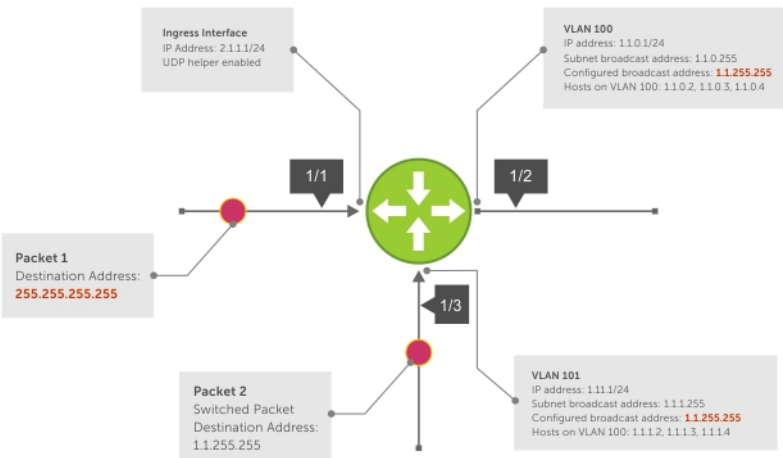 Ingress Interface
IP Address: 2.1.1.1/24
UDP helper enabled
VLAN 100
IP address: 1.1.0.1/24
Subnet broadcast address: 1.1.0.255
Configured broadcast address: 1.1.255.255
Hosts on VLAN 100: 1.1.0.2, 1.1.0.3, 1.1.0.4
1/1
1/2
Packet 1
Destination Address:
255.255.255.255
1/3
Packet 2
Switched Packet
Destination Address:
1.1.255.255
VLAN 101
IP address: 1.11.1/24
Subnet broadcast address: 1.1.1.255
Configured broadcast address: 1.1.255.255
Hosts on VLAN 100: 1.1.1.2, 1.1.1.3, 1.1.1.4